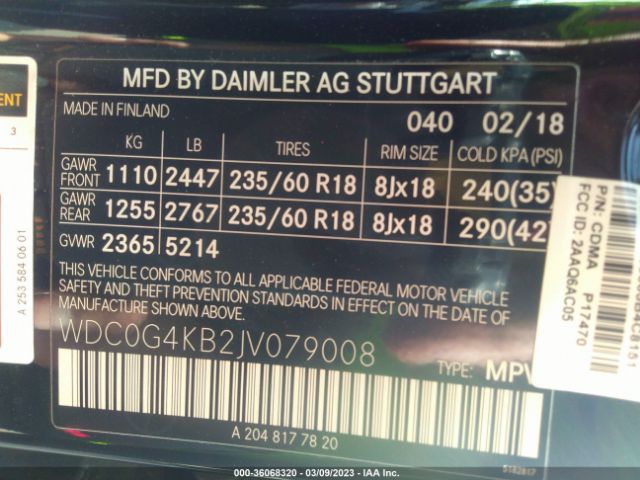 MFD BY DAIMLER AG STUTTGART
MADE IN FINLAND 040 02/18
KG LB TIRES RIM SIZE COLD KPA (PSI)
GAWR FRONT 1110 2447 235/60 R18 8Jx18 240(35)
GAWR REAR 1255 2767 235/60 R18 8Jx18 290(42)
GVWR 2365 5214
THIS VEHICLE CONFORMS TO ALL APPLICABLE FEDERAL MOTOR VEHICLE
SAFETY AND THEFT PREVENTION STANDARDS IN EFFECT ON THE DATE OF
MANUFACTURE SHOWN ABOVE.
WDC0G4KB2JV079008
TYPE: MPV
A 204 817 78 20
A 253 584 06 01
3
P/N: CDMA P17470
FCC ID: 2AAQ6AC05
000-36068320 | 03/09/2023 | IAA Inc.